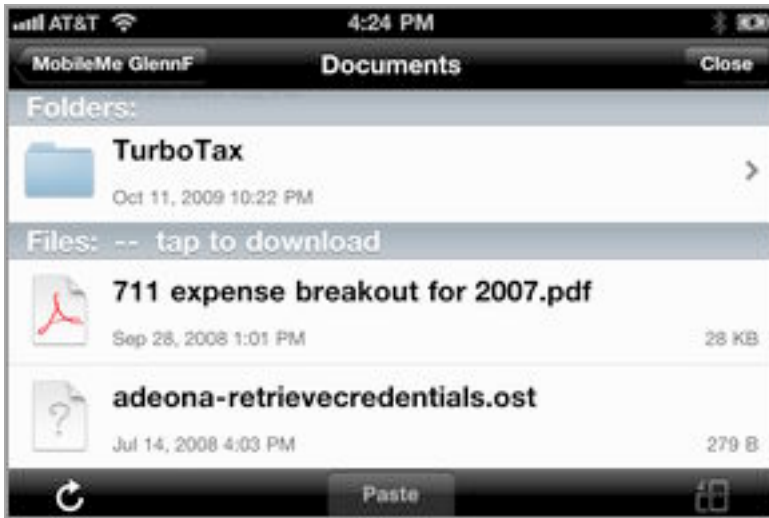 AT&T 4:24 PM
MobileMe GlennF Documents Close
Folders:
TurboTax
Oct 11, 2009 10:22 PM
Files: -- tap to download
711 expense breakout for 2007.pdf
Sep 28, 2008 1:01 PM 28 KB
?
adeona-retrievecredentials.ost
Jul 14, 2008 4:03 PM 279 B
Paste